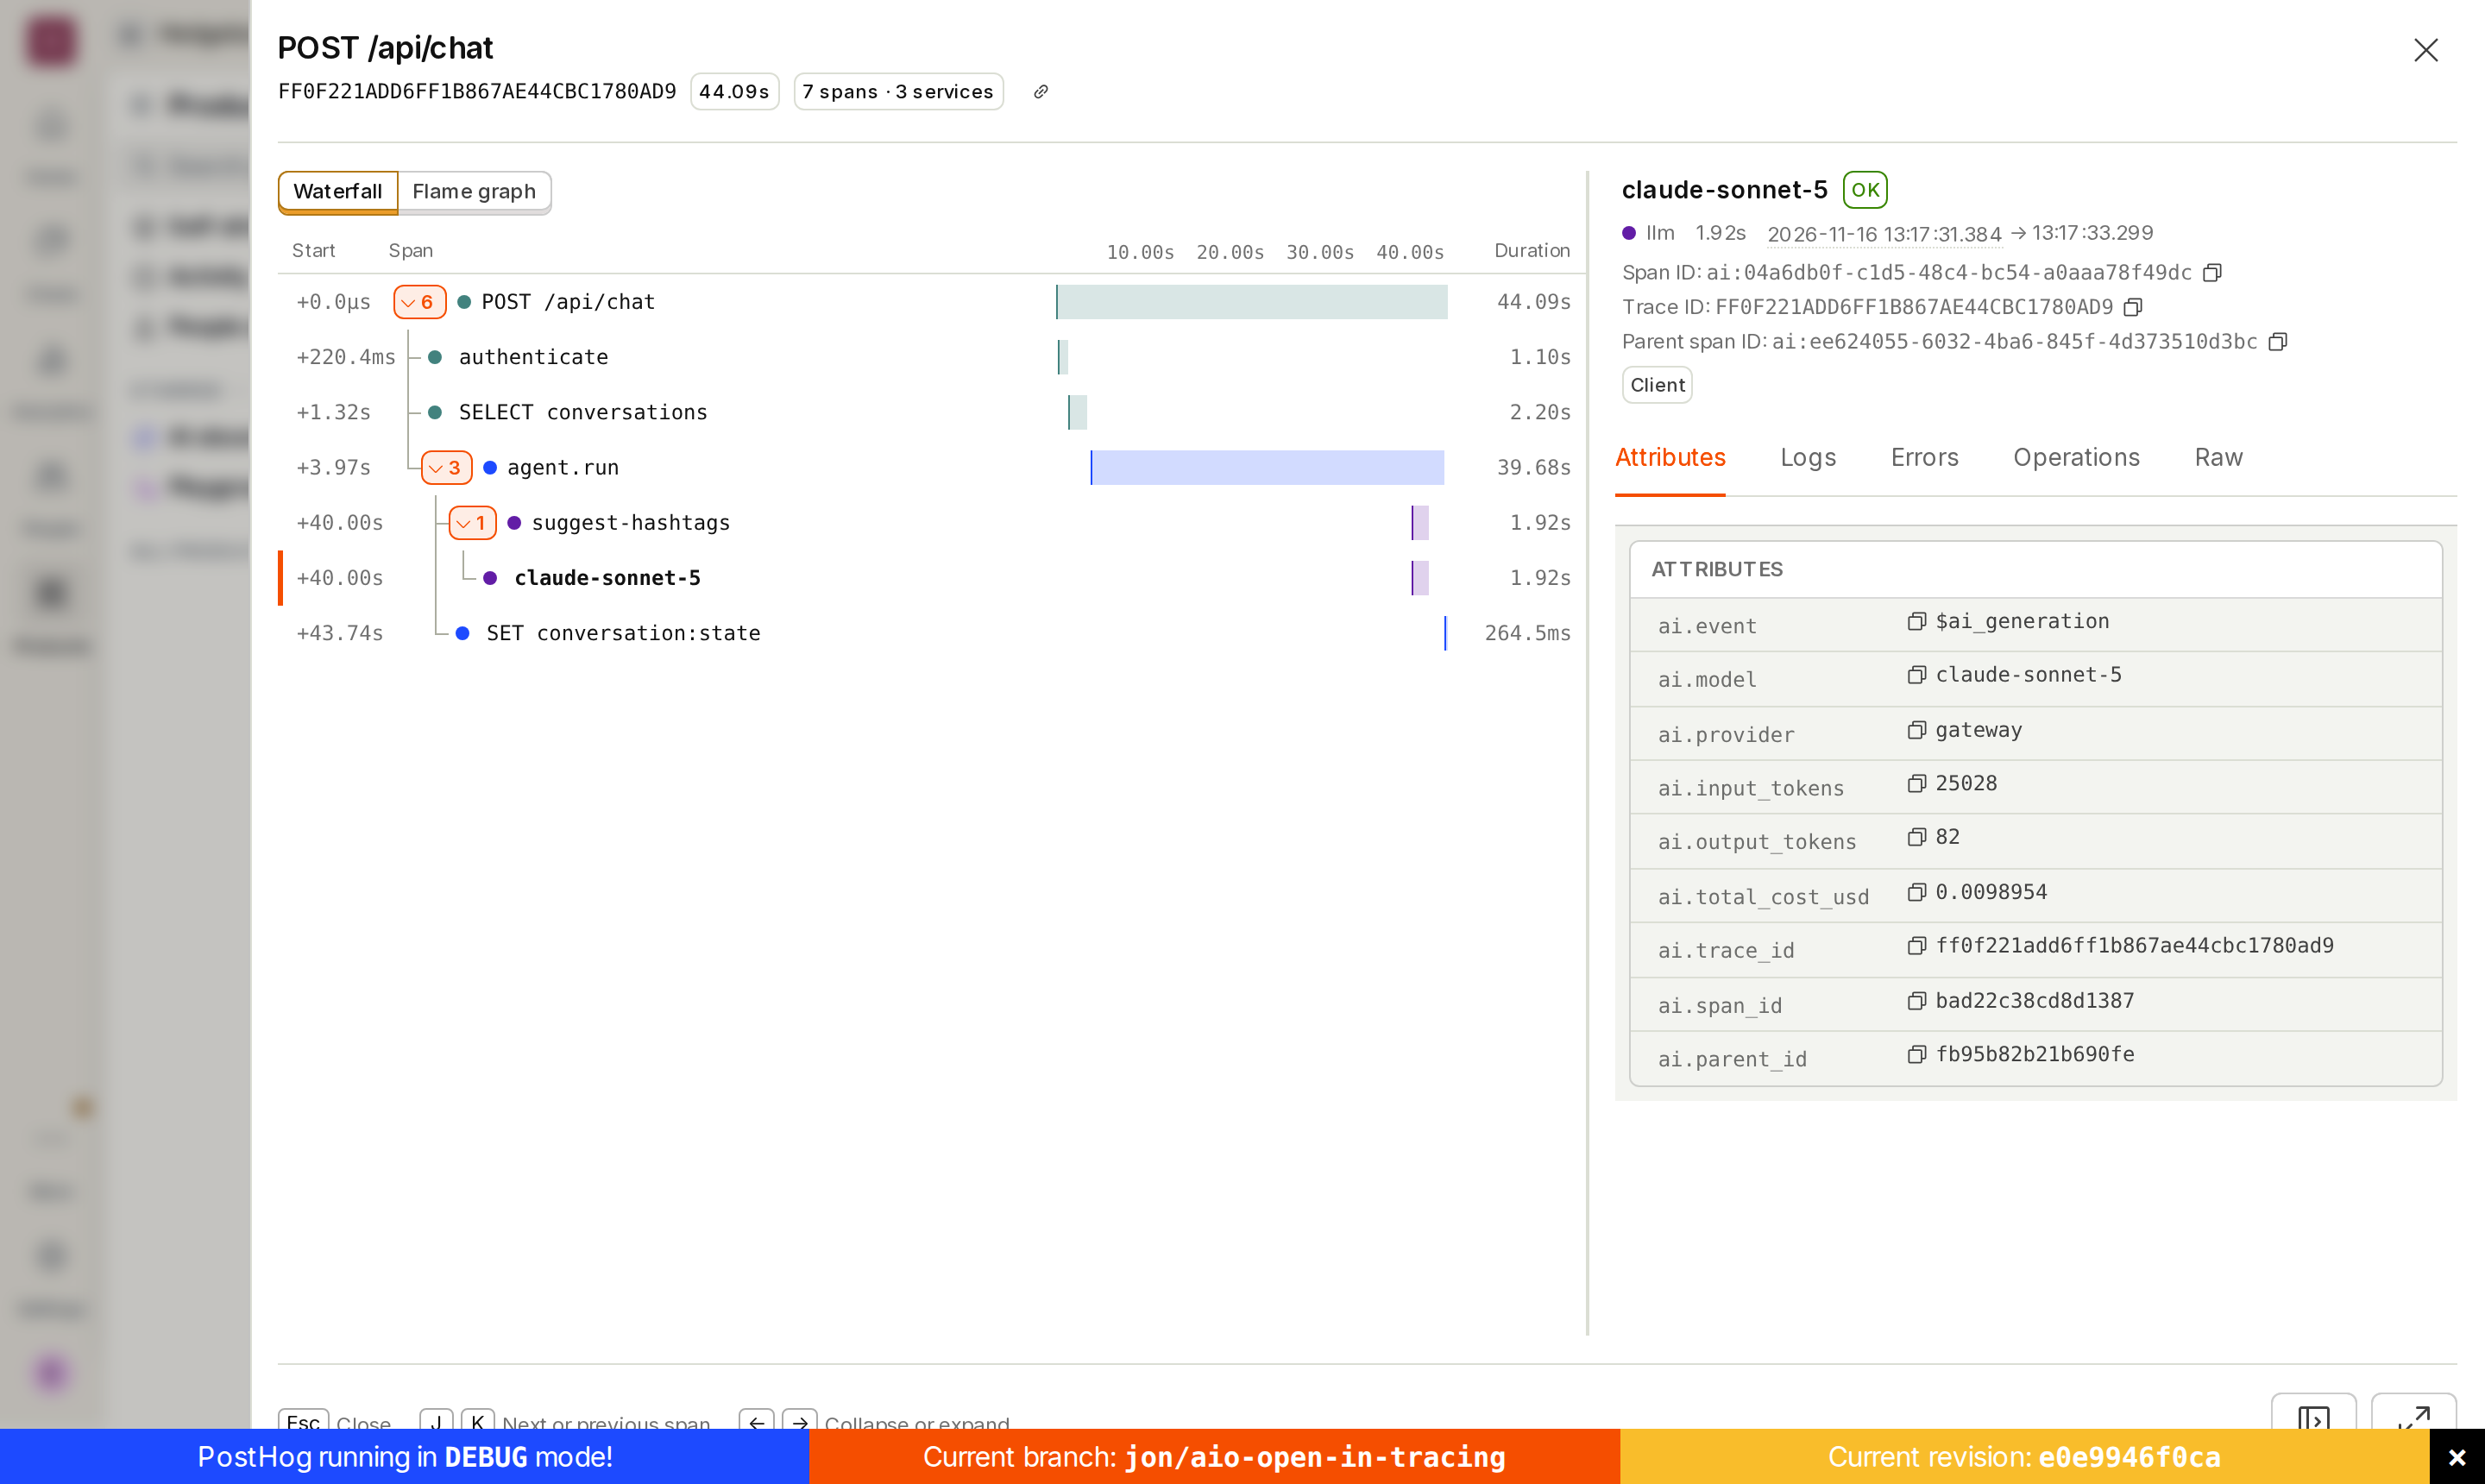 POST /api/chat
FF0F221ADD6FF1B867AE44CBC1780AD9 44.09s 7 spans · 3 services
Waterfall Flame graph
Start Span 10.00s 20.00s 30.00s 40.00s Duration
+0.0µs 6 POST /api/chat 44.09s
+220.4ms authenticate 1.10s
+1.32s SELECT conversations 2.20s
+3.97s 3 agent.run 39.68s
+40.00s 1 suggest-hashtags 1.92s
+40.00s claude-sonnet-5 1.92s
+43.74s SET conversation:state 264.5ms
claude-sonnet-5 OK
llm 1.92s 2026-11-16 13:17:31.384 → 13:17:33.299
Span ID: ai:04a6db0f-c1d5-48c4-bc54-a0aaa78f49dc
Trace ID: FF0F221ADD6FF1B867AE44CBC1780AD9
Parent span ID: ai:ee624055-6032-4ba6-845f-4d373510d3bc
Client
Attributes Logs Errors Operations Raw
ATTRIBUTES
ai.event $ai_generation
ai.model claude-sonnet-5
ai.provider gateway
ai.input_tokens 25028
ai.output_tokens 82
ai.total_cost_usd 0.0098954
ai.trace_id ff0f221add6ff1b867ae44cbc1780ad9
ai.span_id bad22c38cd8d1387
ai.parent_id fb95b82b21b690fe
Esc Close J K Next or previous span ← → Collapse or expand
PostHog running in DEBUG mode! Current branch: jon/aio-open-in-tracing Current revision: e0e9946f0ca ×